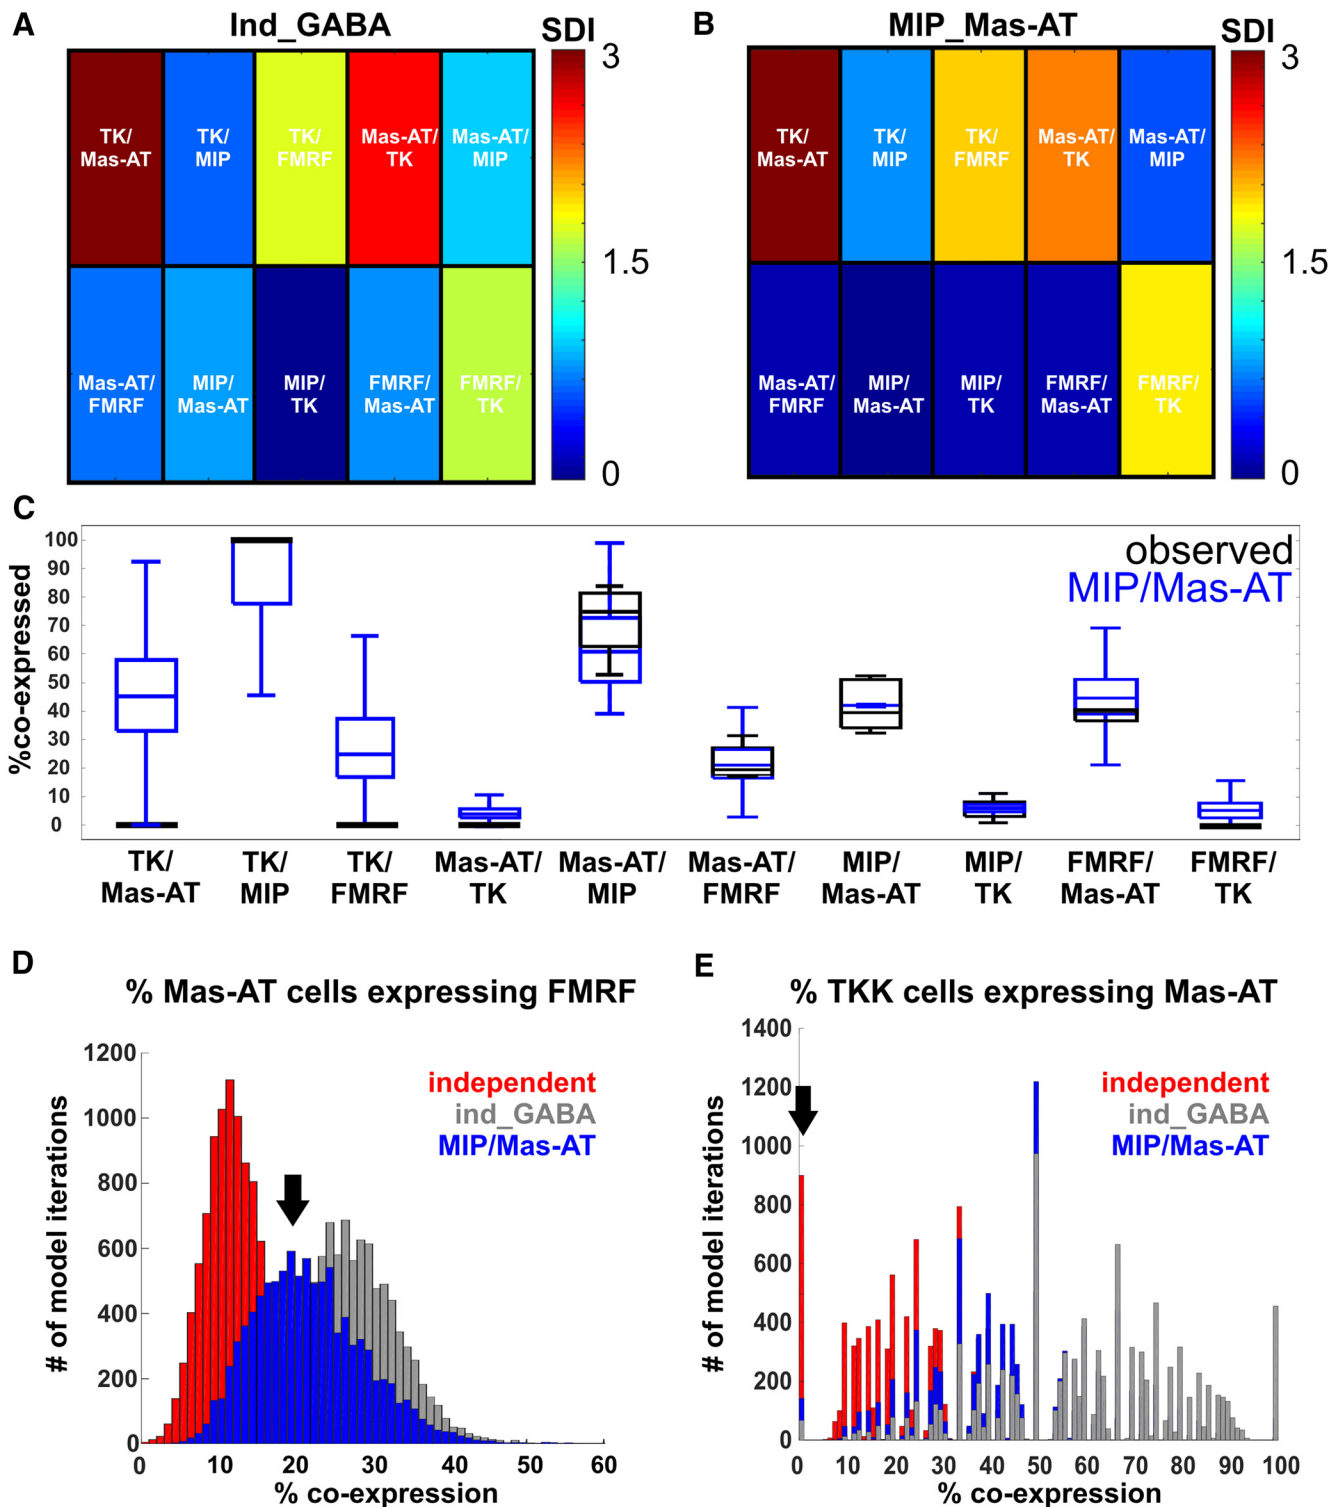 A
Ind_GABA
SDI
3
1.5
0
TK/
Mas-AT
TK/
MIP
TK/
FMRF
Mas-AT/
TK
Mas-AT/
MIP
Mas-AT/
FMRF
MIP/
Mas-AT
MIP/
TK
FMRF/
Mas-AT
FMRF/
TK
B
MIP_Mas-AT
SDI
3
1.5
0
TK/
Mas-AT
TK/
MIP
TK/
FMRF
Mas-AT/
TK
Mas-AT/
MIP
Mas-AT/
FMRF
MIP/
Mas-AT
MIP/
TK
FMRF/
Mas-AT
FMRF/
TK
C
observed
MIP/Mas-AT
%co-expressed
100
90
80
70
60
50
40
30
20
10
0
TK/
Mas-AT
TK/
MIP
TK/
FMRF
Mas-AT/
TK
Mas-AT/
MIP
Mas-AT/
FMRF
MIP/
Mas-AT
MIP/
TK
FMRF/
Mas-AT
FMRF/
TK
D
% Mas-AT cells expressing FMRF
independent
ind_GABA
MIP/Mas-AT
# of model iterations
1200
1000
800
600
400
200
0
0 10 20 30 40 50 60
% co-expression
E
% TKK cells expressing Mas-AT
independent
ind_GABA
MIP/Mas-AT
# of model iterations
1400
1200
1000
800
600
400
200
0
0 10 20 30 40 50 60 70 80 90 100
% co-expression